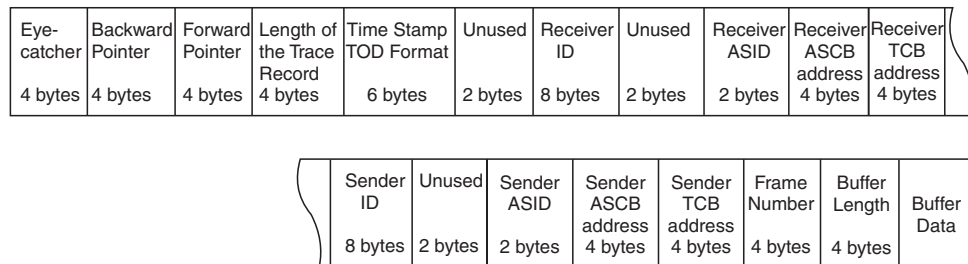 Eye-
catcher
4 bytes
Backward
Pointer
4 bytes
Forward
Pointer
4 bytes
Length of
the Trace
Record
4 bytes
Time Stamp
TOD Format
6 bytes
Unused
2 bytes
Receiver
ID
8 bytes
Unused
2 bytes
Receiver
ASID
2 bytes
Receiver
ASCB
address
4 bytes
Receiver
TCB
address
4 bytes
Sender
ID
8 bytes
Unused
2 bytes
Sender
ASID
2 bytes
Sender
ASCB
address
4 bytes
Sender
TCB
address
4 bytes
Frame
Number
4 bytes
Buffer
Length
4 bytes
Buffer
Data